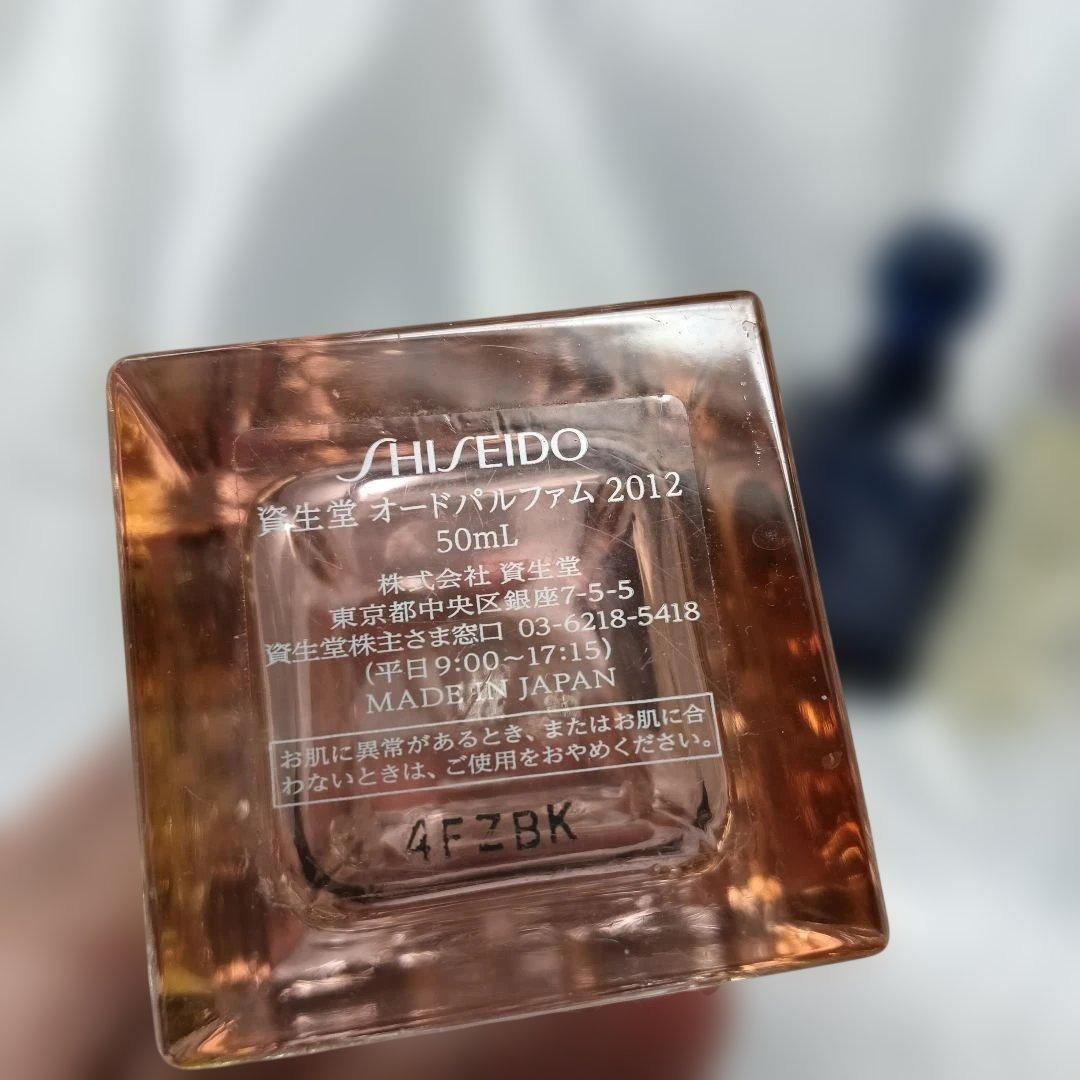 SHISEIDO
資生堂 オードパルファム 2012
50mL
株式会社 資生堂
東京都中央区銀座7-5-5
資生堂株主さま窓口 03-6218-5418
(平日9:00~17:15)
MADE IN JAPAN
お肌に異常があるとき、またはお肌に合
わないときは、ご使用をおやめください。
4FZBK